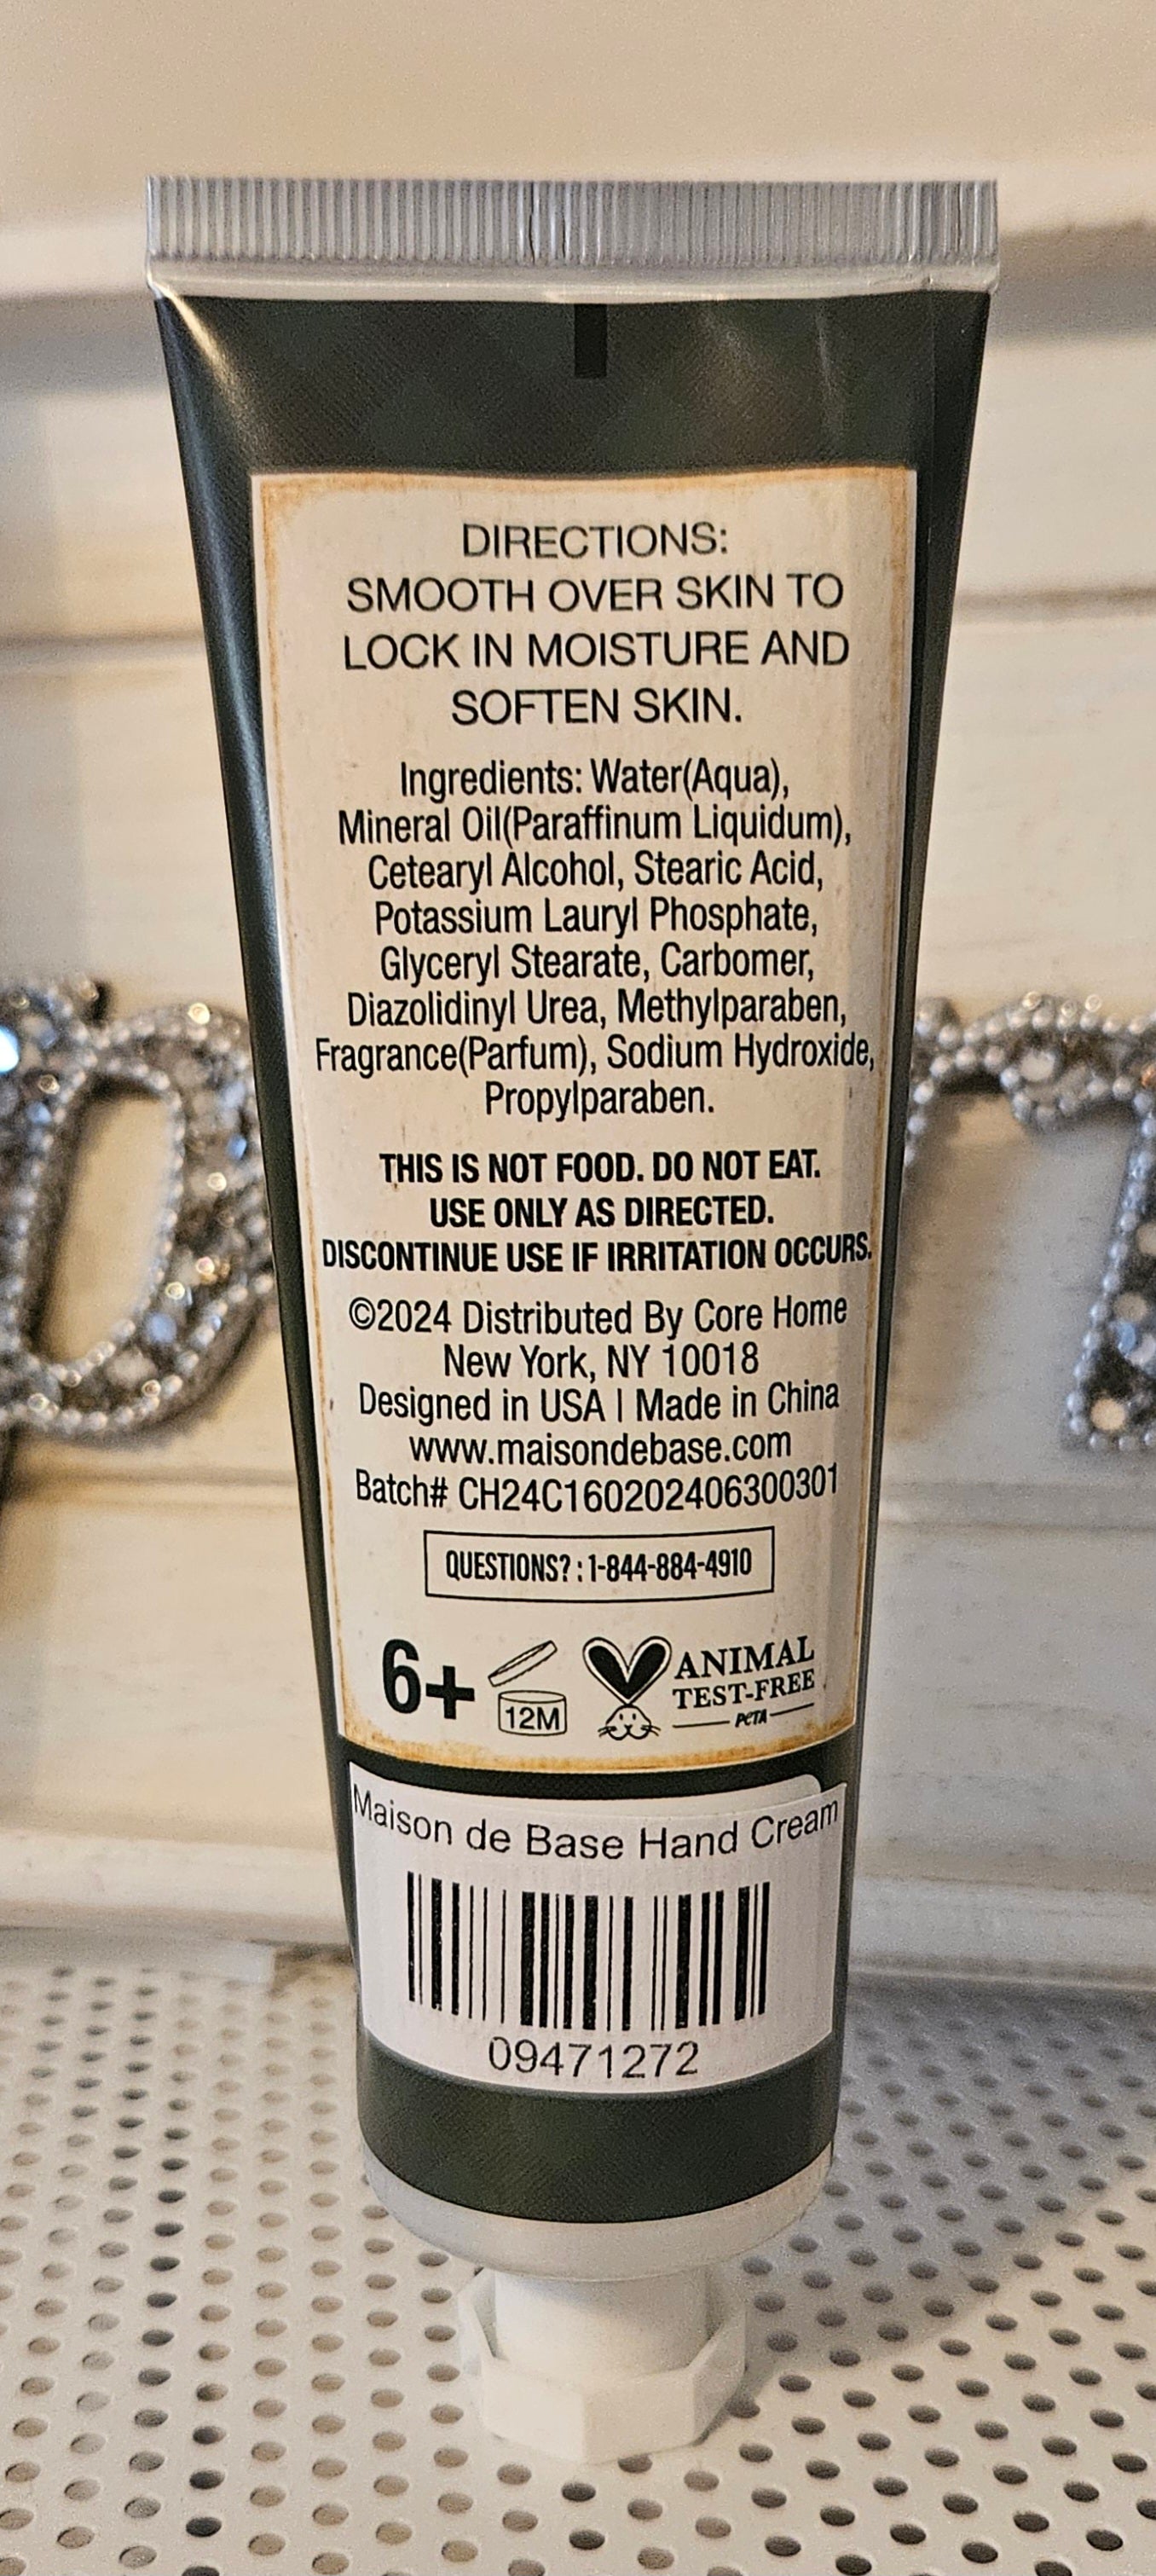 DIRECTIONS:
SMOOTH OVER SKIN TO
LOCK IN MOISTURE AND
SOFTEN SKIN.
Ingredients: Water(Aqua),
Mineral Oil(Paraffinum Liquidum),
Cetearyl Alcohol, Stearic Acid,
Potassium Lauryl Phosphate,
Glyceryl Stearate, Carbomer,
Diazolidinyl Urea, Methylparaben,
Fragrance(Parfum), Sodium Hydroxide,
Propylparaben.
THIS IS NOT FOOD. DO NOT EAT.
USE ONLY AS DIRECTED.
DISCONTINUE USE IF IRRITATION OCCURS.
©2024 Distributed By Core Home
New York, NY 10018
Designed in USA | Made in China
www.maisondebase.com
Batch# CH24C160202406300301
QUESTIONS? : 1-844-884-4910
6+ 12M ANIMAL
TEST-FREE
PETA
Maison de Base Hand Cream
09471272